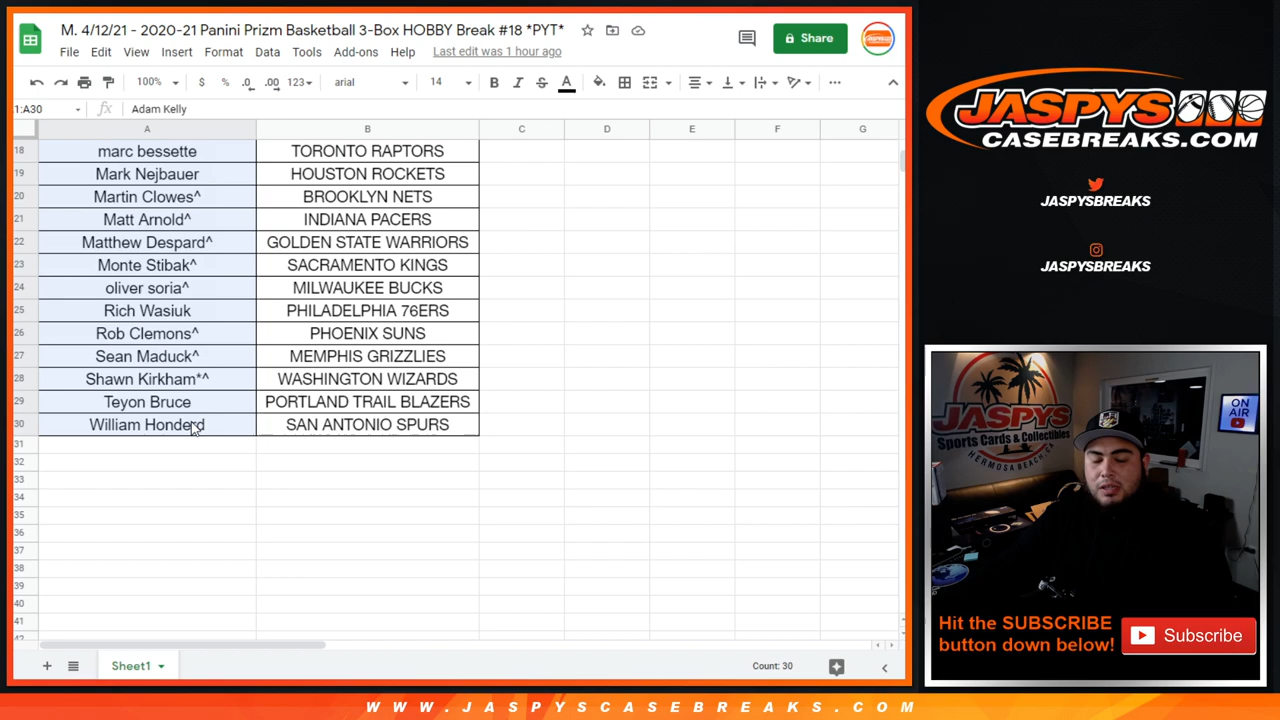 M. 4/12/21 - 2020-21 Panini Prizm Basketball 3-Box HOBBY Break #18 *PYT*
File Edit View Insert Format Data Tools Add-ons Help Last edit was 1 hour ago
Share
100% $ % .0 .00 123 arial 14 B I S A
1:A30 fx Adam Kelly
A B C D E F G
18 marc bessette TORONTO RAPTORS
19 Mark Nejbauer HOUSTON ROCKETS
20 Martin Clowes^ BROOKLYN NETS
21 Matt Arnold^ INDIANA PACERS
22 Matthew Despard^ GOLDEN STATE WARRIORS
23 Monte Stibak^ SACRAMENTO KINGS
24 oliver soria^ MILWAUKEE BUCKS
25 Rich Wasiuk PHILADELPHIA 76ERS
26 Rob Clemons^ PHOENIX SUNS
27 Sean Maduck^ MEMPHIS GRIZZLIES
28 Shawn Kirkham*^ WASHINGTON WIZARDS
29 Teyon Bruce PORTLAND TRAIL BLAZERS
30 William Honderd SAN ANTONIO SPURS
31
32
33
34
35
36
37
38
39
40
41
42
Sheet1 Count: 30
JASPYS
CASEBREAKS.COM
JASPYSBREAKS
JASPYSBREAKS
JASPYS
Sports Cards & Collectibles
HERMOSA BEACH, CA
ON
AIR
Hit the SUBSCRIBE
button down below!
Subscribe
WWW.JASPYSCASEBREAKS.COM